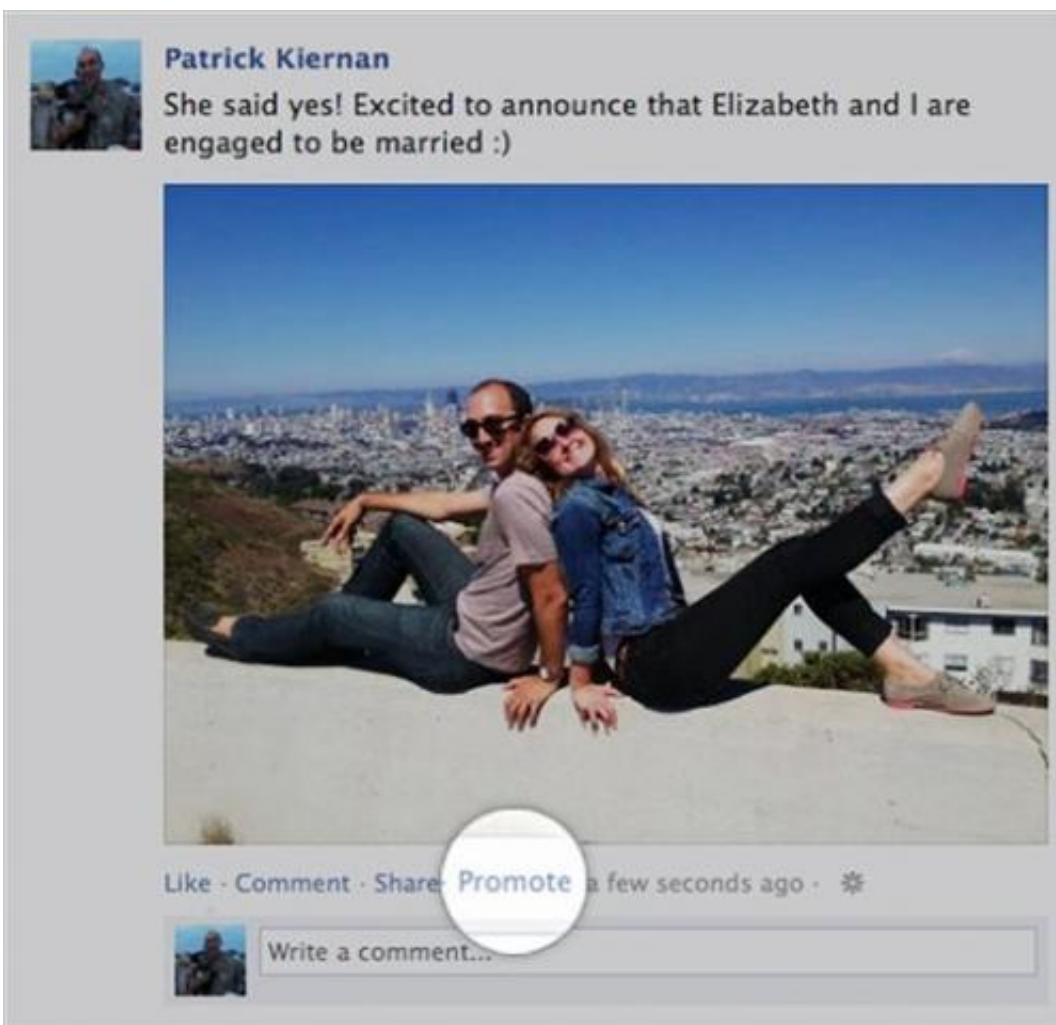 Patrick Kiernan
She said yes! Excited to announce that Elizabeth and I are
engaged to be married :)
Like · Comment · Share · Promote · a few seconds ago ·
Write a comment...